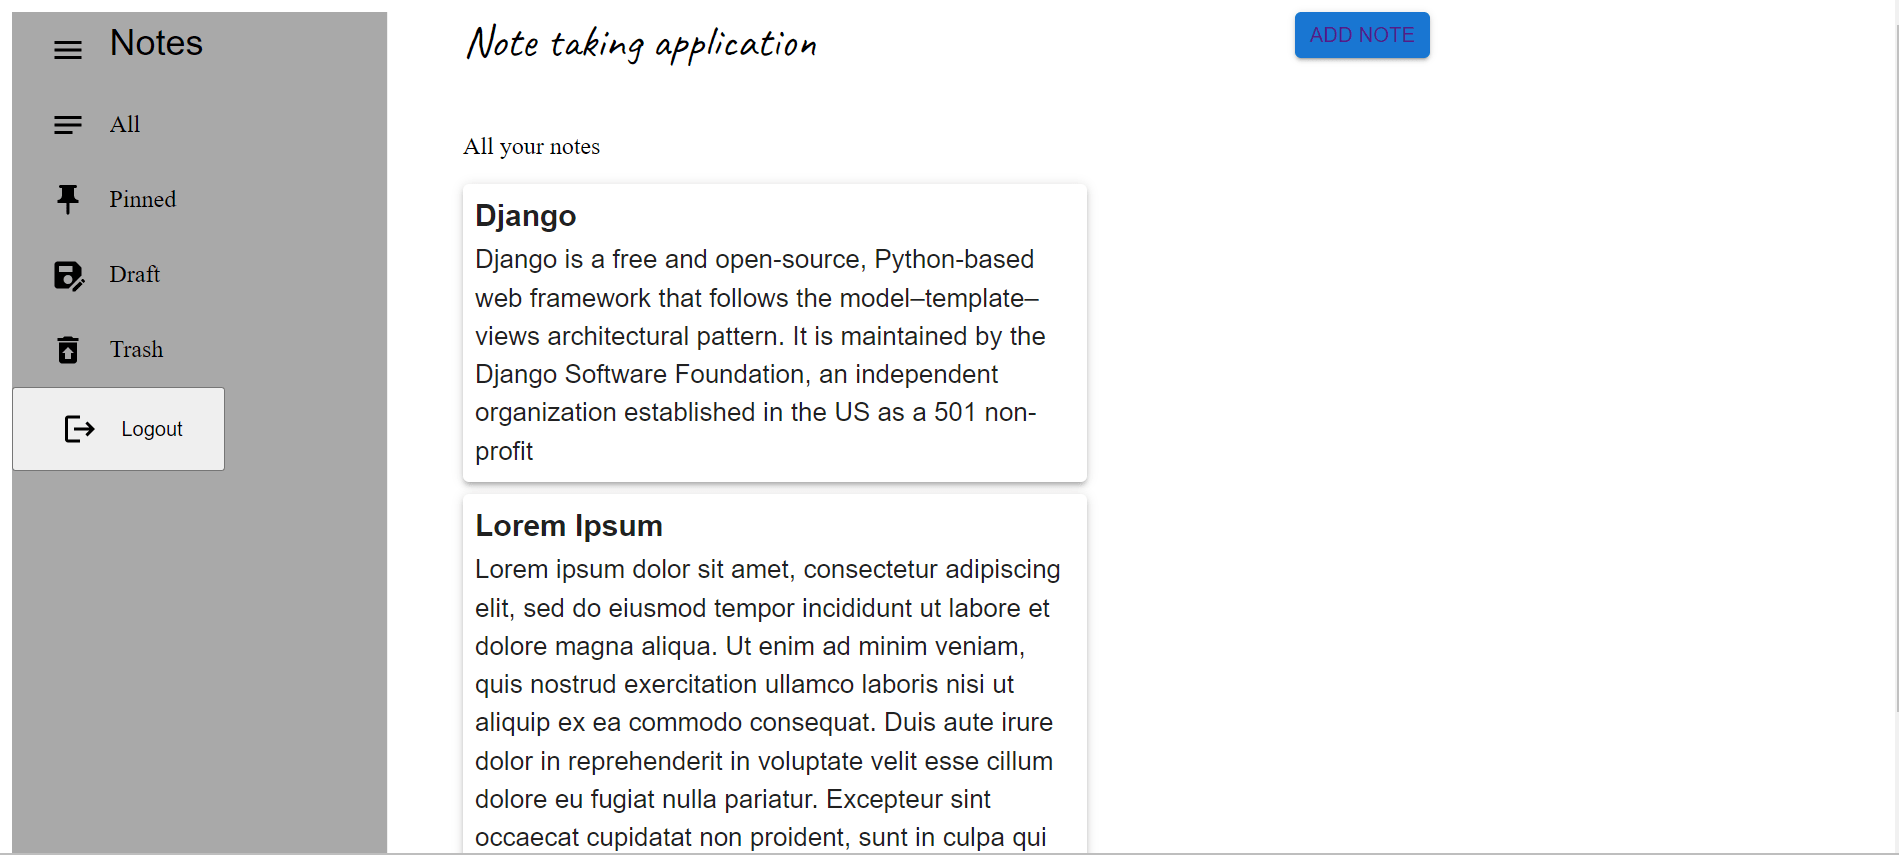 Notes
All
Pinned
Draft
Trash
Logout
Note taking application
ADD NOTE
All your notes
Django
Django is a free and open-source, Python-based
web framework that follows the model–template–
views architectural pattern. It is maintained by the
Django Software Foundation, an independent
organization established in the US as a 501 non-
profit
Lorem Ipsum
Lorem ipsum dolor sit amet, consectetur adipiscing
elit, sed do eiusmod tempor incididunt ut labore et
dolore magna aliqua. Ut enim ad minim veniam,
quis nostrud exercitation ullamco laboris nisi ut
aliquip ex ea commodo consequat. Duis aute irure
dolor in reprehenderit in voluptate velit esse cillum
dolore eu fugiat nulla pariatur. Excepteur sint
occaecat cupidatat non proident, sunt in culpa qui